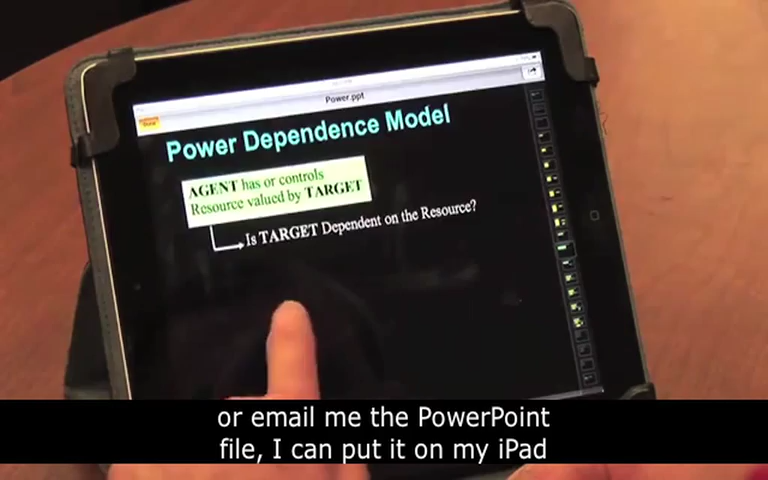 Power.ppt
Power Dependence Model
AGENT has or controls
Resource valued by TARGET
Is TARGET Dependent on the Resource?
or email me the PowerPoint
file, I can put it on my iPad